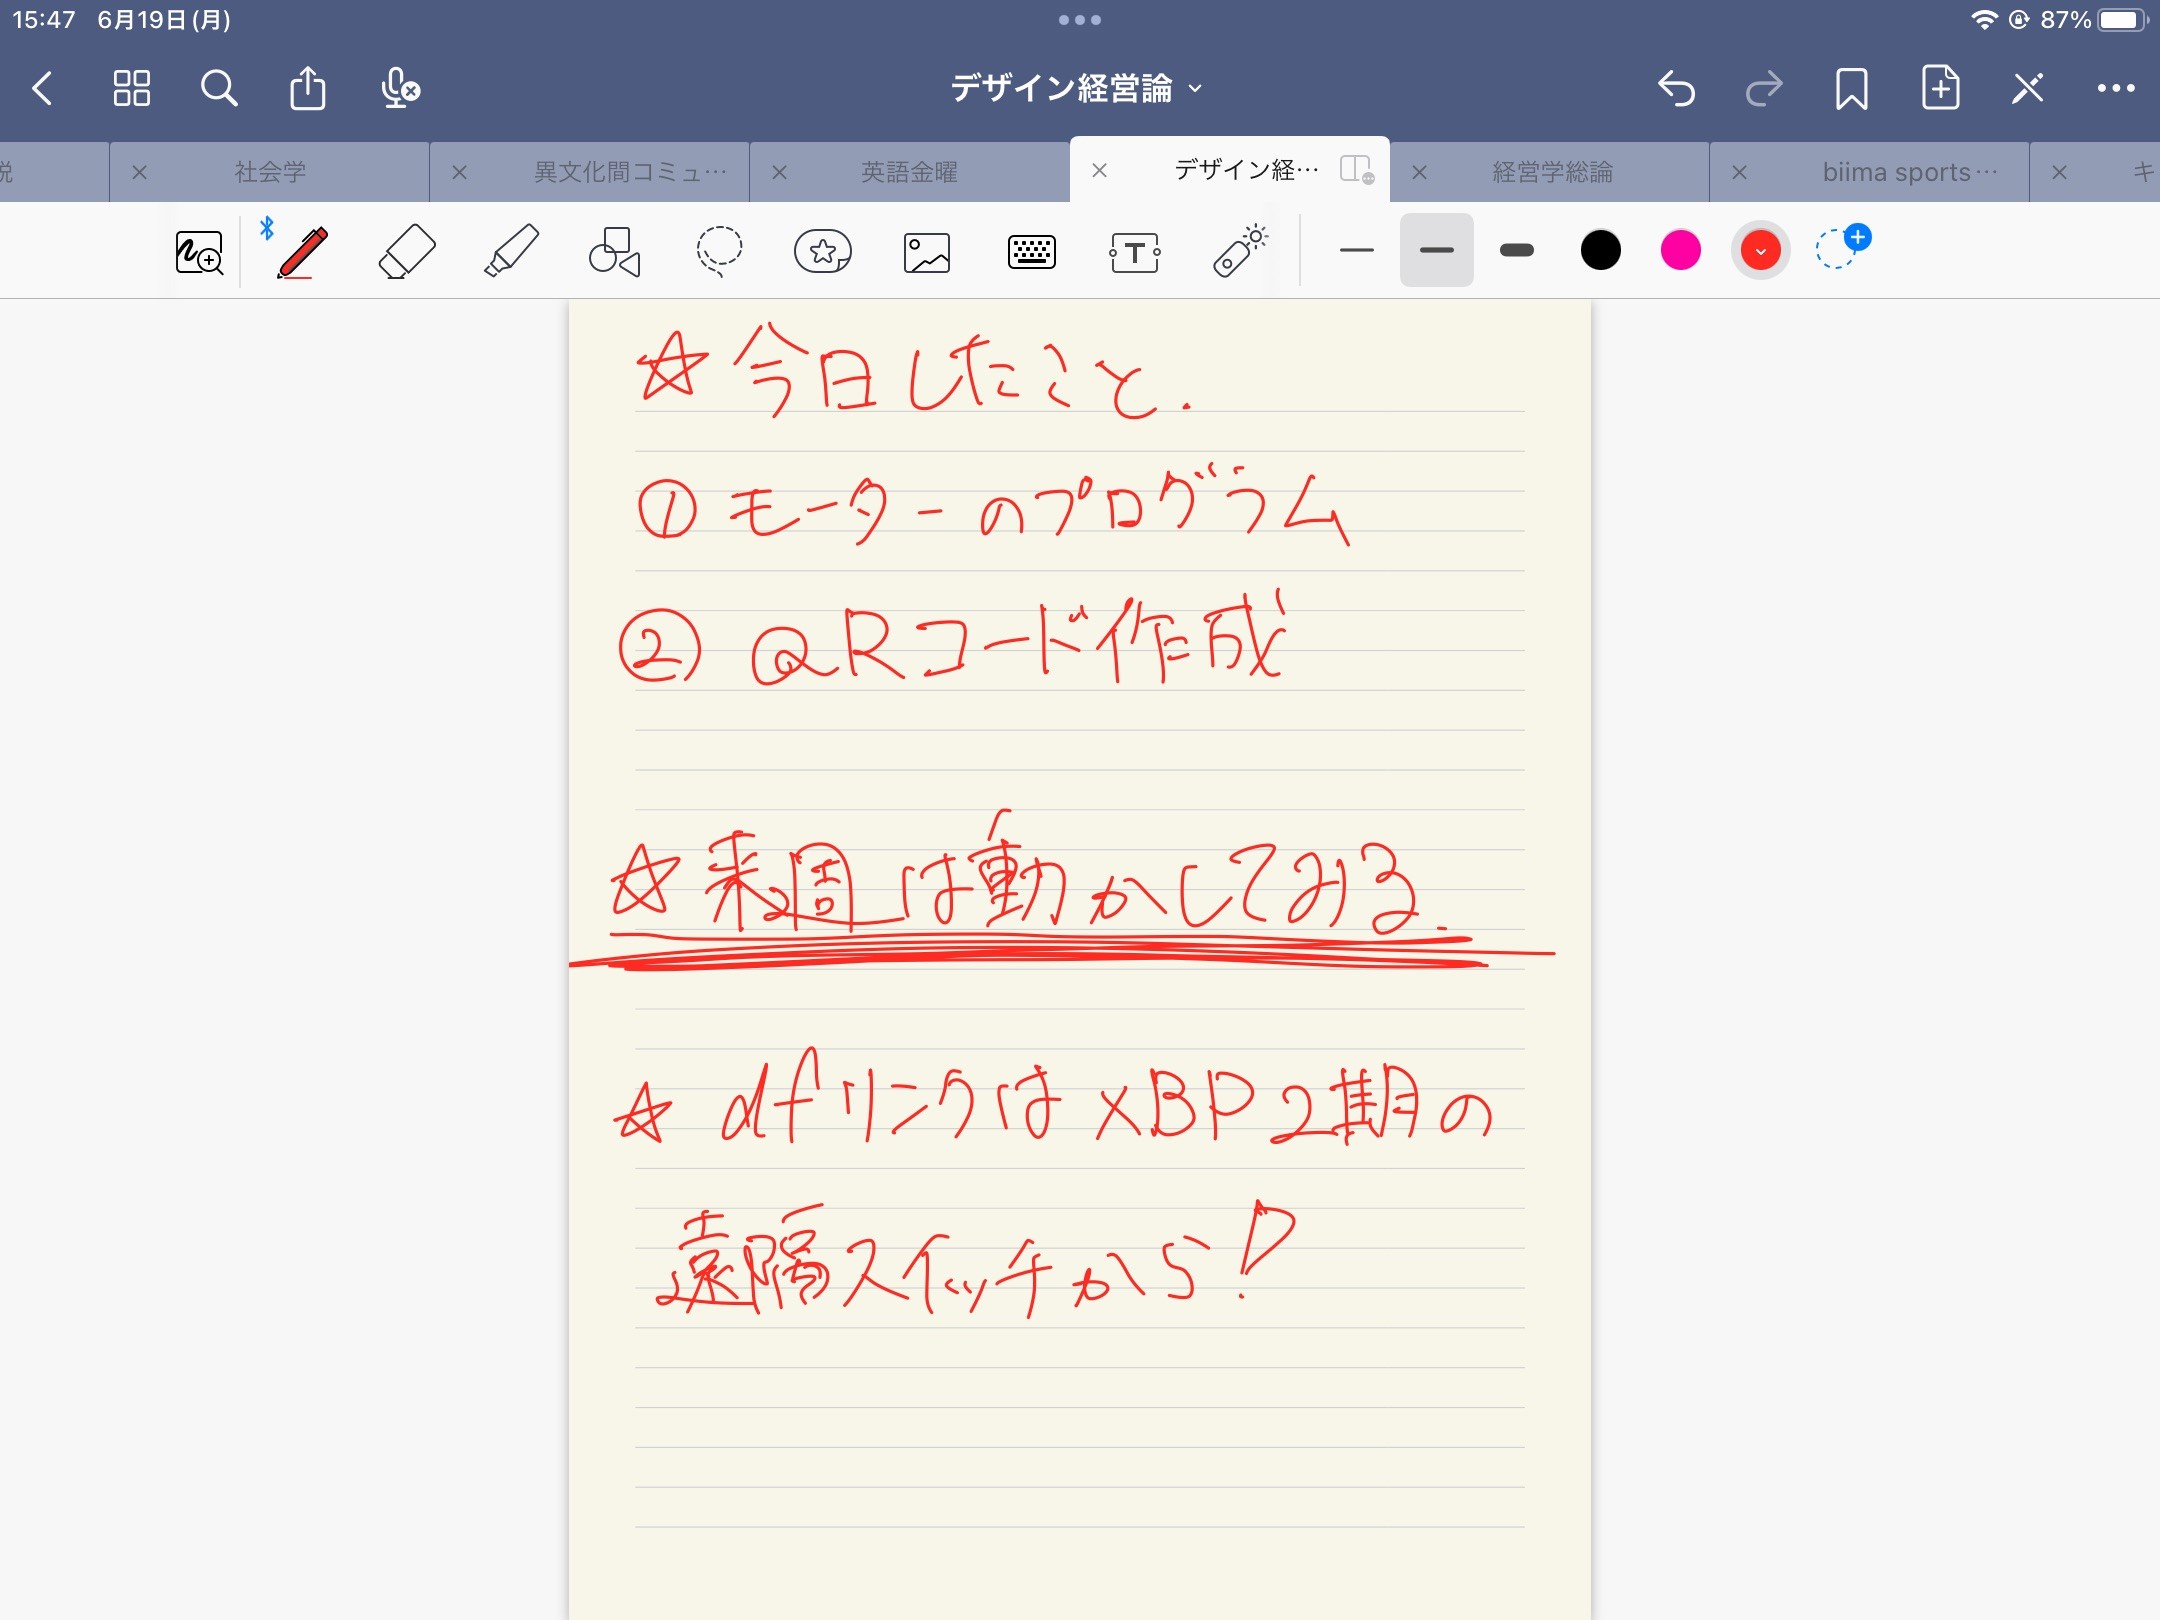 15:47 6月19日(月) 87%
デザイン経営論
説 社会学 異文化間コミュ… 英語金曜 デザイン経… 経営学総論 biima sports… キ
T
☆今日したこと.
①モーターのプログラム
②QRコード作成
☆来週は動かしてみる.
☆dfリンクはxBP2期の
遠隔スイッチから!